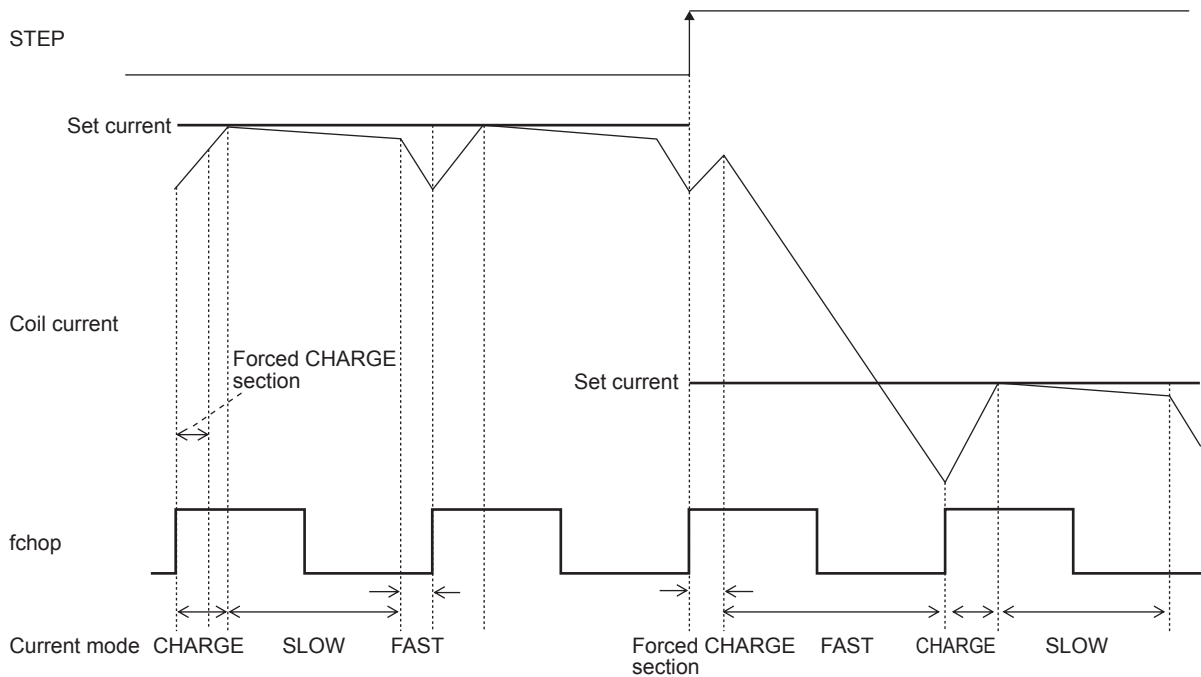 STEP
Set current
Coil current
Forced CHARGE
section
Set current
fchop
Current mode CHARGE SLOW FAST Forced CHARGE FAST CHARGE SLOW
section